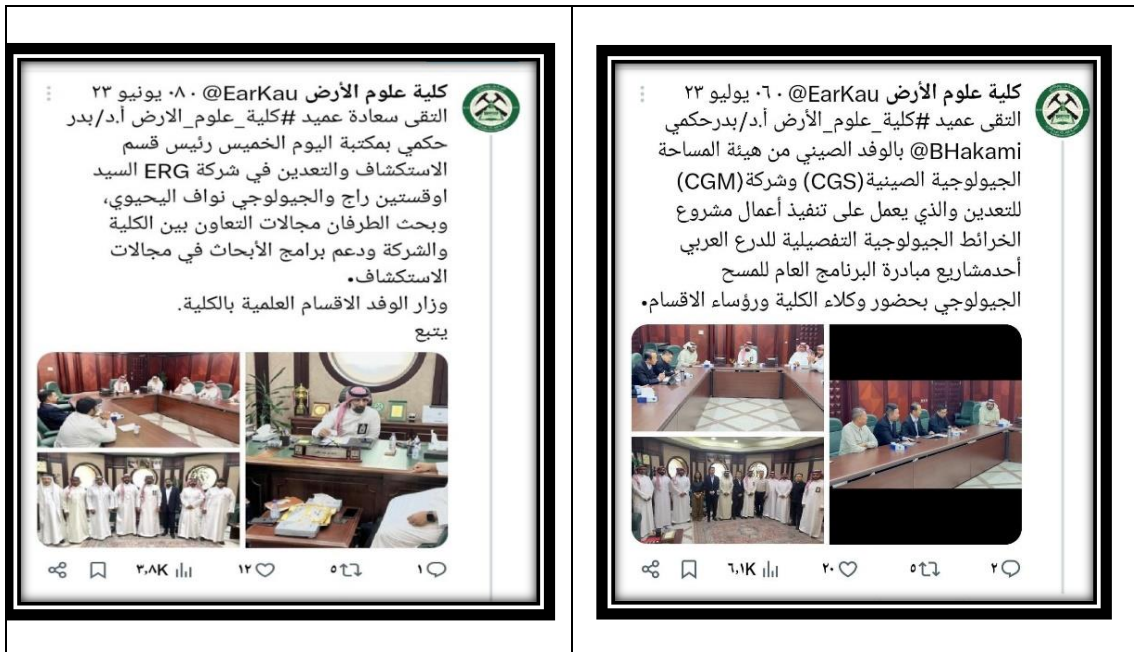 كلية علوم الأرض @EarKau · ٠٦ يوليو ٢٣
التقى عميد #كلية_علوم_الأرض أ.د/بدرحكمي
@BHakami بالوفد الصيني من هيئة المساحة
الجيولوجية الصينية(CGS) وشركة(CGM)
للتعدين والذي يعمل على تنفيذ أعمال مشروع
الخرائط الجيولوجية التفصيلية للدرع العربي
أحدمشاريع مبادرة البرنامج العام للمسح
الجيولوجي بحضور وكلاء الكلية ورؤساء الاقسام.
٢ ٥ ٢٠ ٦,١K
كلية علوم الأرض @EarKau · ٠٨ يونيو ٢٣
التقى سعادة عميد #كلية_علوم_الارض أ.د/بدر
حكمي بمكتبة اليوم الخميس رئيس قسم
الاستكشاف والتعدين في شركة ERG السيد
اوقستين راج والجيولوجي نواف اليحيوي،
وبحث الطرفان مجالات التعاون بين الكلية
والشركة ودعم برامج الأبحاث في مجالات
الاستكشاف.
وزار الوفد الاقسام العلمية بالكلية.
يتبع
١ ٥ ١٢ ٣,٨K